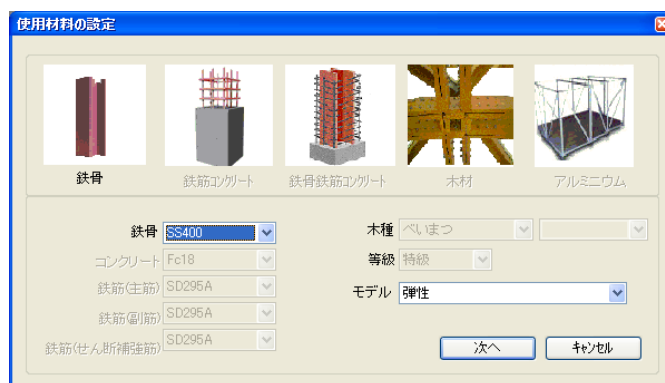 使用材料の設定
鉄骨
鉄筋コンクリート
鉄骨鉄筋コンクリート
木材
アルミニウム
鉄骨 SS400
コンクリート Fc18
鉄筋(主筋) SD295A
鉄筋(副筋) SD295A
鉄筋(せん断補強筋) SD295A
木種 べいまつ
等級 特級
モデル 弾性
次へ
キャンセル